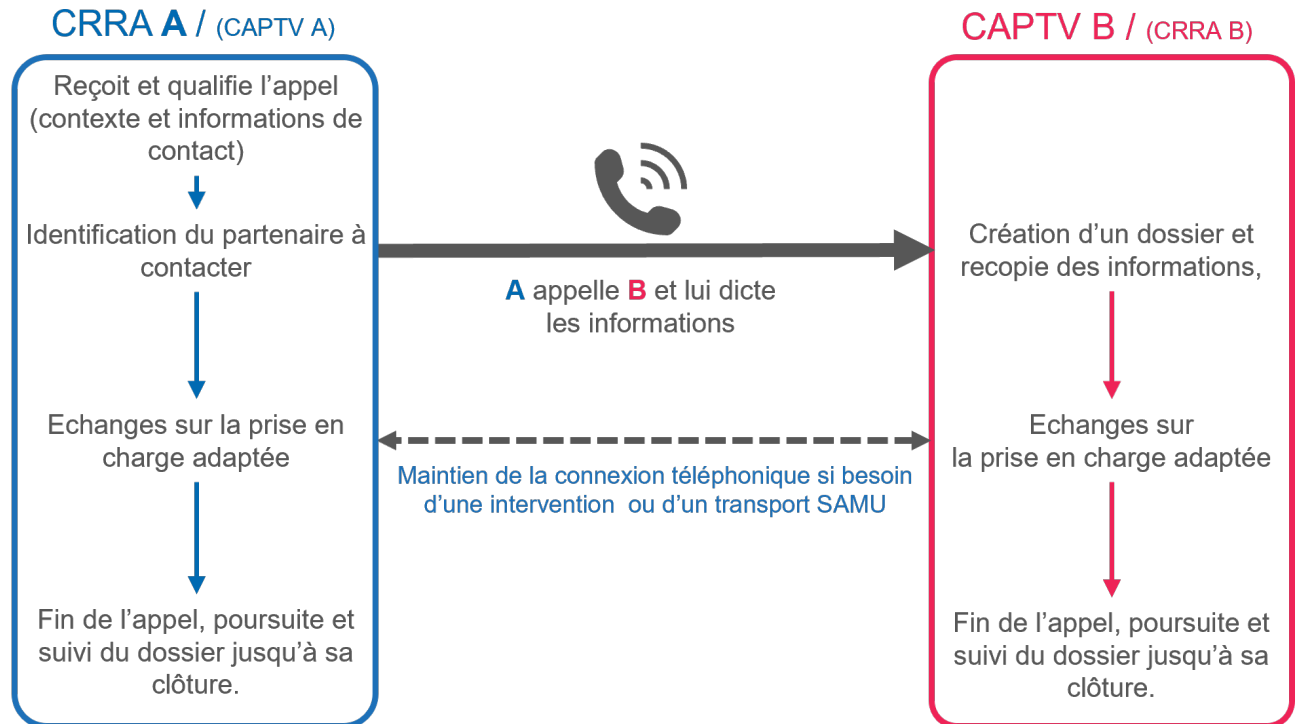 CRRA A / (CAPTV A)
Reçoit et qualifie l’appel
(contexte et informations de
contact)
Identification du partenaire à
contacter
Echanges sur la prise en
charge adaptée
Fin de l’appel, poursuite et
suivi du dossier jusqu’à sa
clôture.
A appelle B et lui dicte
les informations
Maintien de la connexion téléphonique si besoin
d’une intervention ou d’un transport SAMU
CAPTV B / (CRRA B)
Création d’un dossier et
recopie des informations,
Echanges sur
la prise en charge adaptée
Fin de l’appel, poursuite et
suivi du dossier jusqu’à sa
clôture.